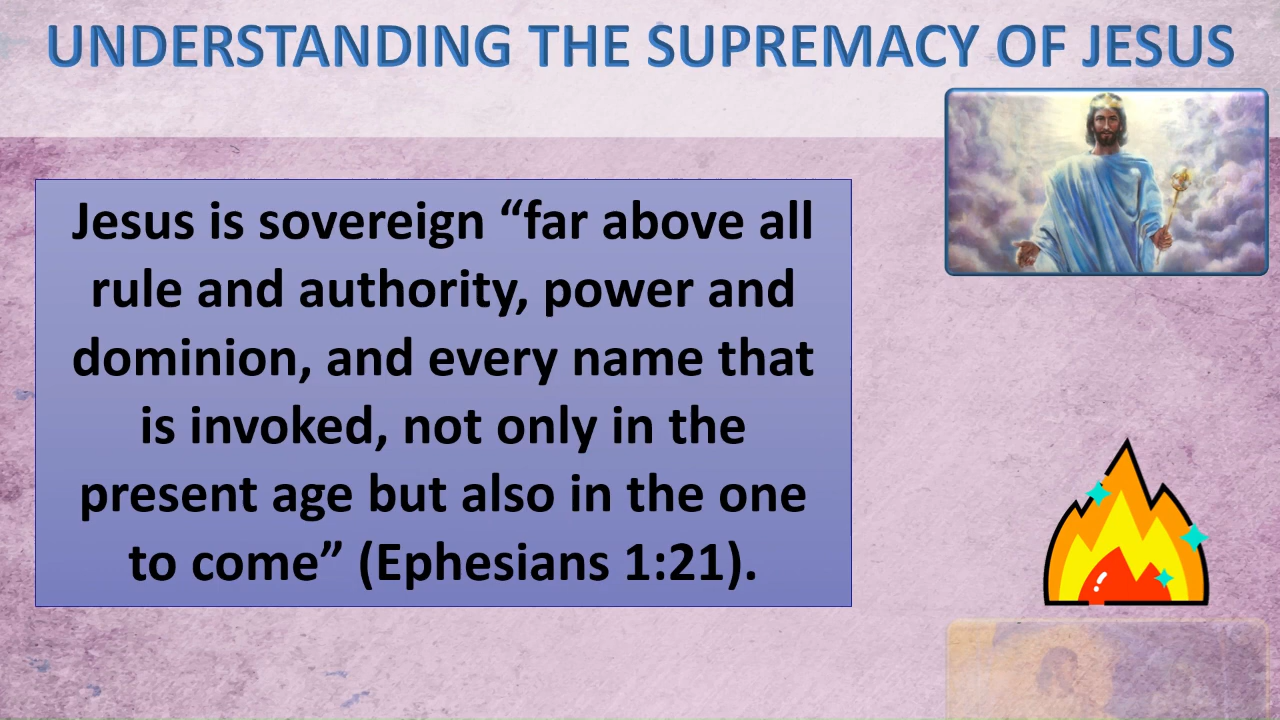 UNDERSTANDING THE SUPREMACY OF JESUS
Jesus is sovereign “far above all
rule and authority, power and
dominion, and every name that
is invoked, not only in the
present age but also in the one
to come” (Ephesians 1:21).